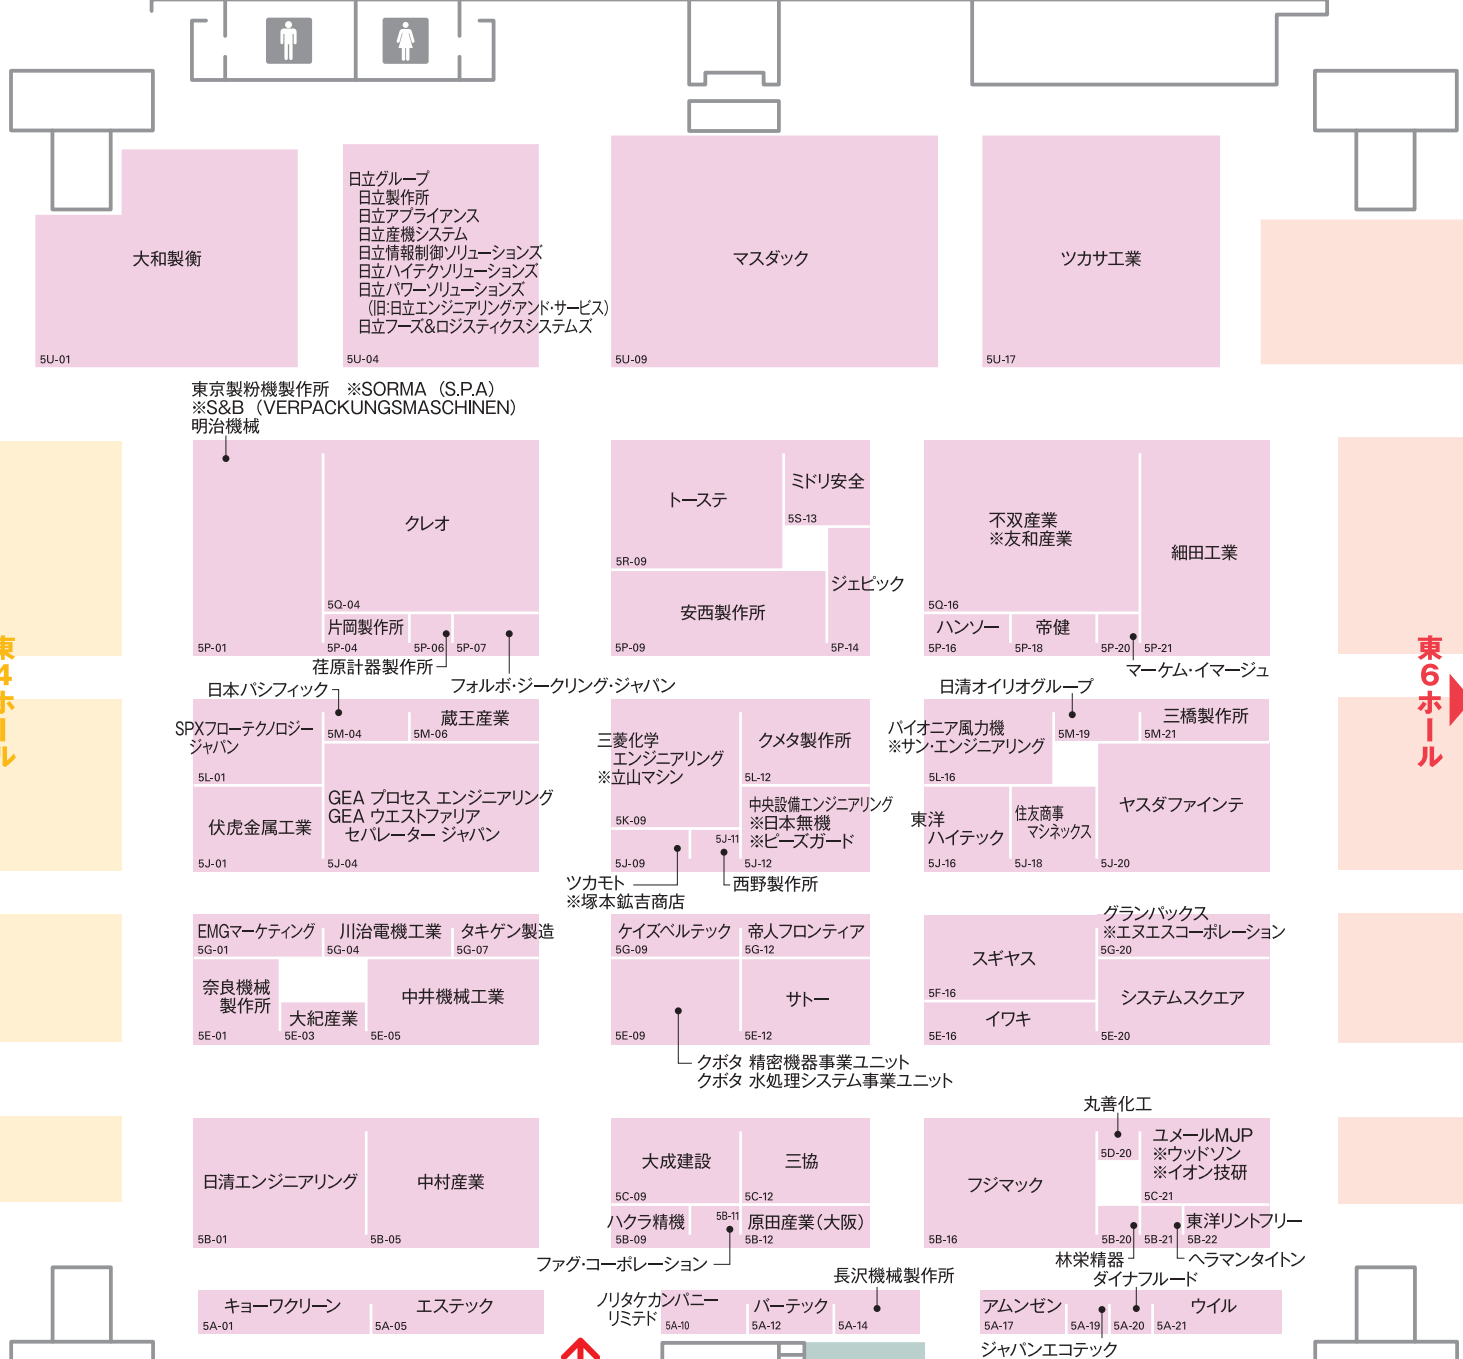 日立グループ
日立製作所
日立アプライアンス
日立産機システム
日立情報制御ソリューションズ
日立ハイテクソリューションズ
日立パワーソリューションズ
(旧:日立エンジニアリング・アンド・サービス)
日立フーズ&ロジスティクスシステムズ
大和製衡
マスダック
ツカサ工業
5U-01
5U-04
5U-09
5U-17
東京製粉機製作所 ※SORMA (S.P.A)
※S&B (VERPACKUNGSMASCHINEN)
明治機械
クレオ
トーステ
ミドリ安全
5S-13
不双産業
※友和産業
細田工業
5R-09
ジェピック
5Q-04
安西製作所
5Q-16
片岡製作所
ハンソー
帝健
5P-01
5P-04
5P-06
5P-07
5P-09
5P-14
5P-16
5P-18
5P-20
5P-21
荏原計器製作所
フォルボ・ジークリング・ジャパン
マーケム・イマージュ
東4ホール
東6ホール
日本パシフィック
日清オイリオグループ
SPXフローテクノロジー
ジャパン
蔵王産業
5M-04
5M-06
三菱化学
エンジニアリング
※立山マシン
クメタ製作所
パイオニア風力機
※サン・エンジニアリング
三橋製作所
5M-19
5M-21
5L-01
5L-12
5L-16
伏虎金属工業
GEA プロセス エンジニアリング
GEA ウエストファリア
セパレーター ジャパン
5K-09
中央設備エンジニアリング
※日本無機
※ピーズガード
東洋
ハイテック
住友商事
マシネックス
ヤスダファインテ
5J-01
5J-04
5J-09
5J-11
5J-12
5J-16
5J-18
5J-20
ツカモト
※塚本鉱吉商店
西野製作所
EMGマーケティング
川治電機工業
タキゲン製造
5G-01
5G-04
5G-07
ケイズベルテック
帝人フロンティア
5G-09
5G-12
グランパックス
※エヌエスコーポレーション
5G-20
スギヤス
5F-16
奈良機械
製作所
大紀産業
中井機械工業
サトー
イワキ
システムスクエア
5E-01
5E-03
5E-05
5E-09
5E-12
5E-16
5E-20
クボタ 精密機器事業ユニット
クボタ 水処理システム事業ユニット
丸善化工
5D-20
日清エンジニアリング
中村産業
大成建設
三協
フジマック
ユメールMJP
※ウッドソン
※イオン技研
5C-09
5C-12
5C-21
ハクラ精機
5B-11
原田産業(大阪)
東洋リントフリー
5B-01
5B-05
5B-09
5B-12
5B-16
5B-20
5B-21
5B-22
ファグ・コーポレーション
林栄精器
ヘラマンタイトン
長沢機械製作所
ダイナフルード
キョーワクリーン
エステック
ノリタケカンパニー
リミテド
バーテック
アムンゼン
ウイル
5A-01
5A-05
5A-10
5A-12
5A-14
5A-17
5A-19
5A-20
5A-21
ジャパンエコテック